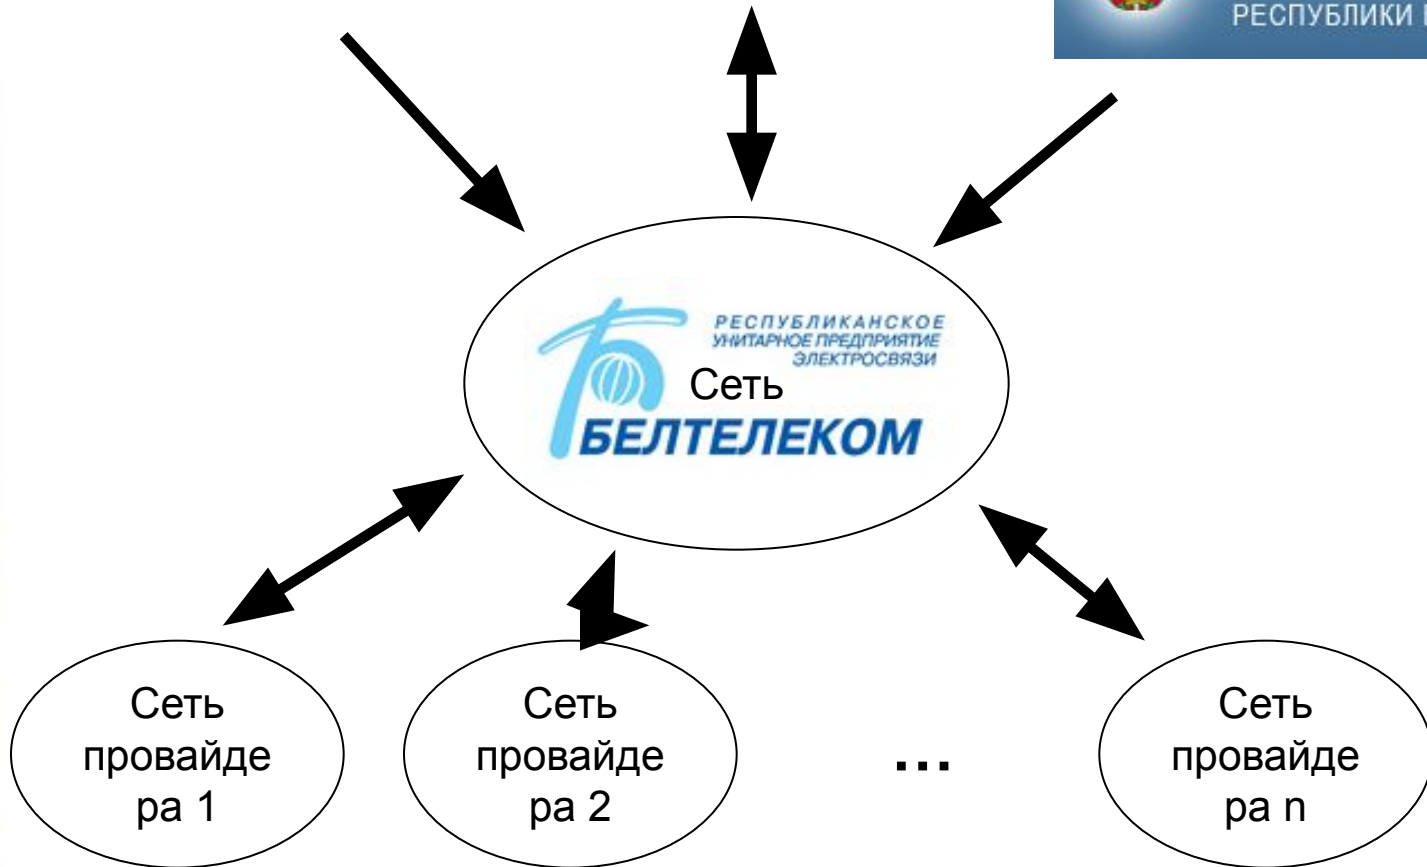 РЕСПУБЛИКИ
РЕСПУБЛИКАНСКОЕ
УНИТАРНОЕ ПРЕДПРИЯТИЕ
ЭЛЕКТРОСВЯЗИ
Сеть
БЕЛТЕЛЕКОМ
Сеть
провайде
ра 1
Сеть
провайде
ра 2
...
Сеть
провайде
ра n